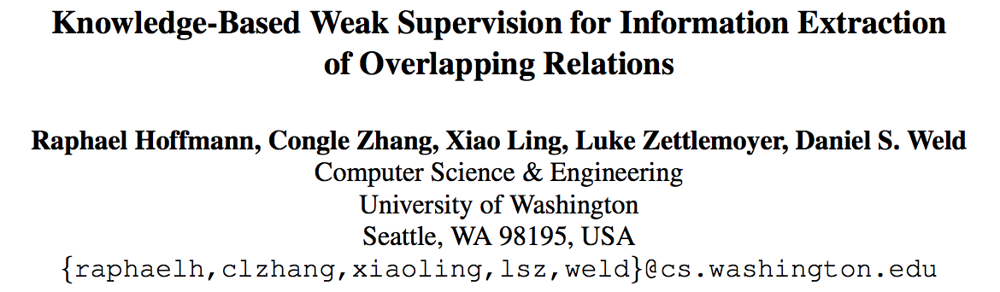 Knowledge-Based Weak Supervision for Information Extraction
of Overlapping Relations
Raphael Hoffmann, Congle Zhang, Xiao Ling, Luke Zettlemoyer, Daniel S. Weld
Computer Science & Engineering
University of Washington
Seattle, WA 98195, USA
{raphaelh,clzhang,xiaoling,lsz,weld}@cs.washington.edu